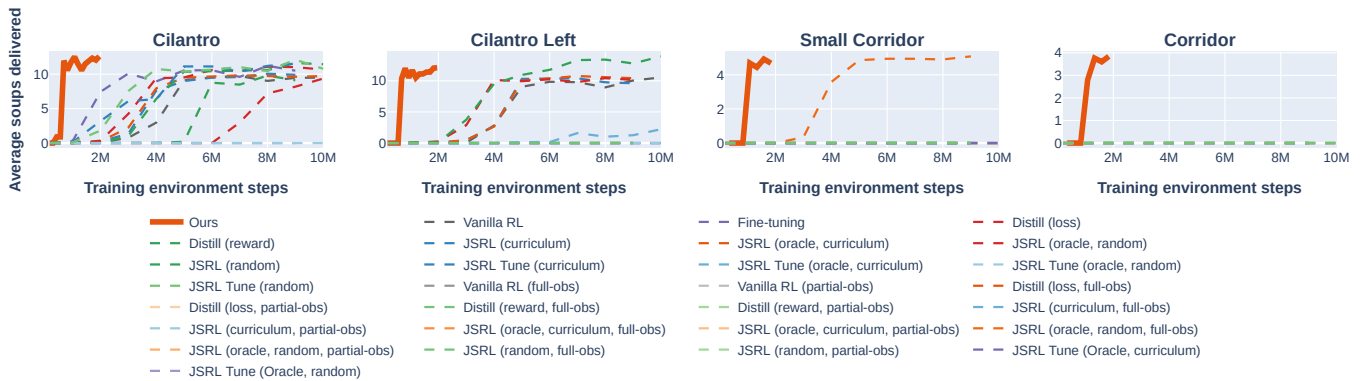 Average soups delivered
Cilantro
Cilantro Left
Small Corridor
Corridor
10
5
0
2M 4M 6M 8M 10M
10
5
0
2M 4M 6M 8M 10M
4
2
0
2M 4M 6M 8M 10M
4
3
2
1
0
2M 4M 6M 8M 10M
Training environment steps
Training environment steps
Training environment steps
Training environment steps
Ours
Vanilla RL
Fine-tuning
Distill (loss)
Distill (reward)
JSRL (curriculum)
JSRL (oracle, curriculum)
JSRL (oracle, random)
JSRL (random)
JSRL Tune (curriculum)
JSRL Tune (oracle, curriculum)
JSRL Tune (oracle, random)
JSRL Tune (random)
Vanilla RL (full-obs)
Vanilla RL (partial-obs)
Distill (loss, full-obs)
Distill (loss, partial-obs)
Distill (reward, full-obs)
Distill (reward, partial-obs)
JSRL (curriculum, full-obs)
JSRL (curriculum, partial-obs)
JSRL (oracle, curriculum, full-obs)
JSRL (oracle, curriculum, partial-obs)
JSRL (oracle, random, full-obs)
JSRL (oracle, random, partial-obs)
JSRL (random, full-obs)
JSRL (random, partial-obs)
JSRL Tune (Oracle, curriculum)
JSRL Tune (Oracle, random)